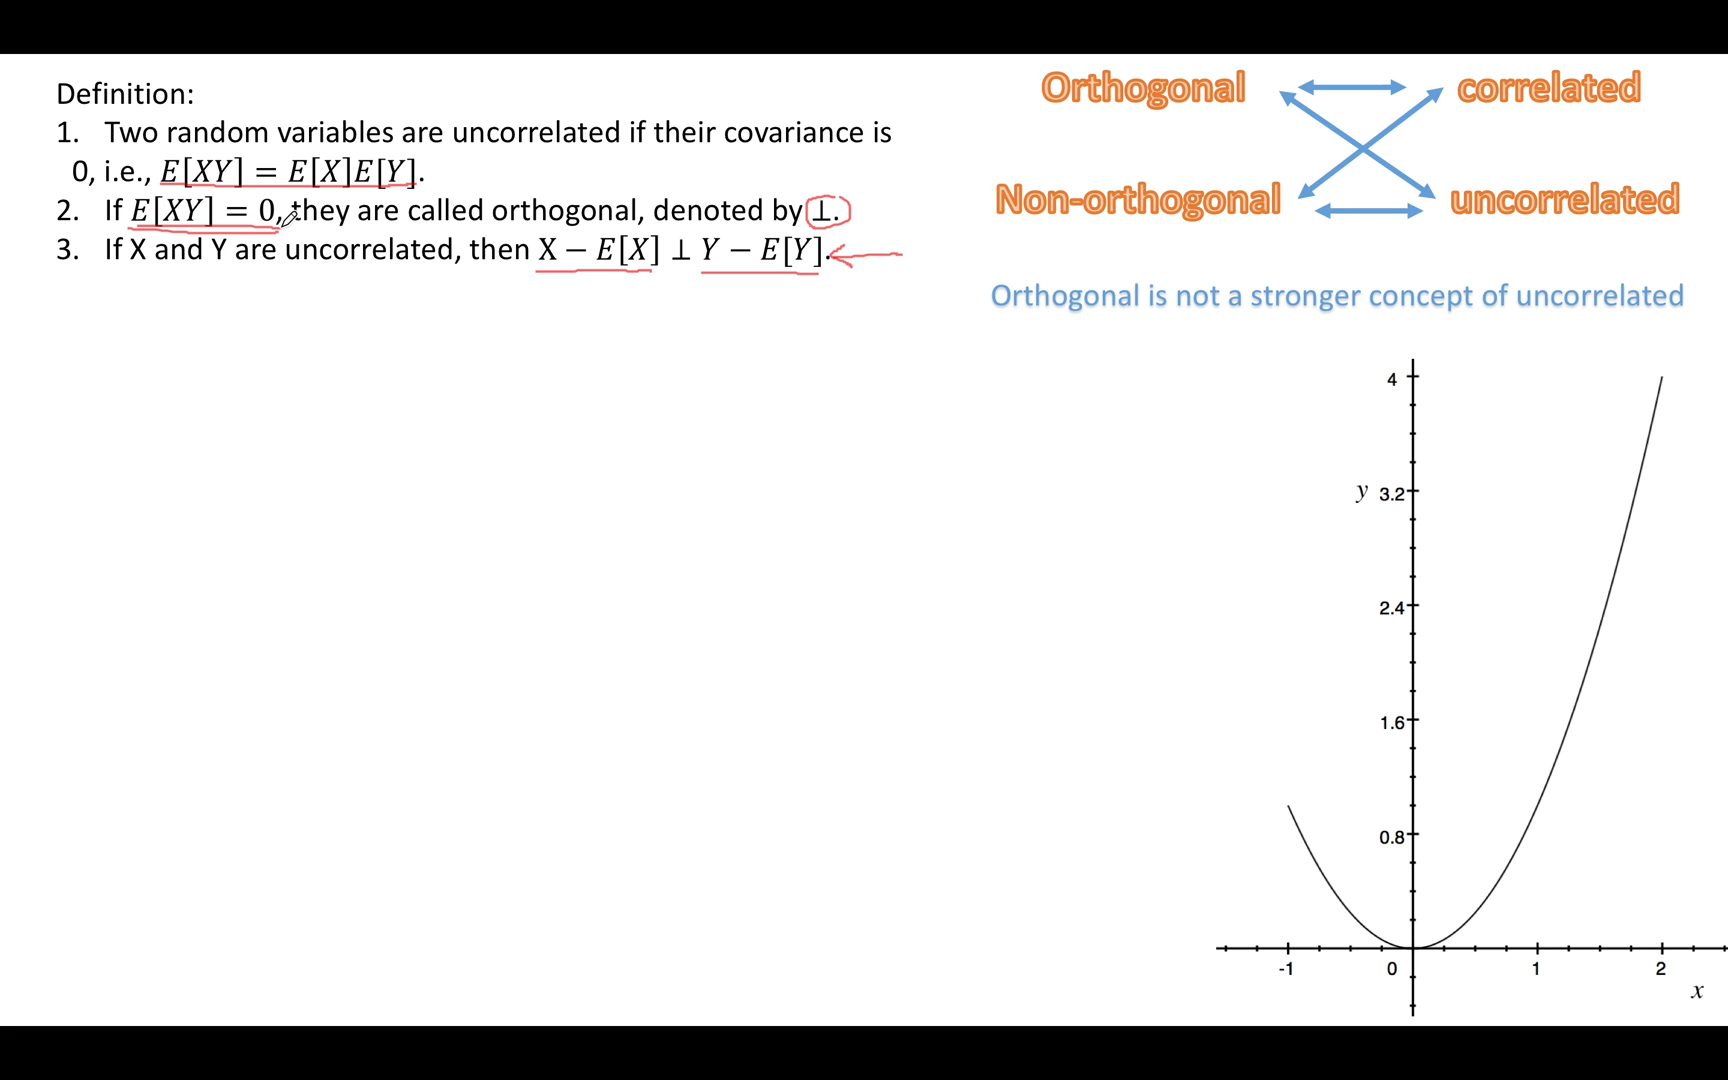 Definition:
1. Two random variables are uncorrelated if their covariance is
0, i.e., E[XY] = E[X]E[Y].
2. If E[XY] = 0, they are called orthogonal, denoted by ⊥.
3. If X and Y are uncorrelated, then X − E[X] ⊥ Y − E[Y].
Orthogonal correlated
Non-orthogonal uncorrelated
Orthogonal is not a stronger concept of uncorrelated
4
y 3.2
2.4
1.6
0.8
-1 0 1 2
x